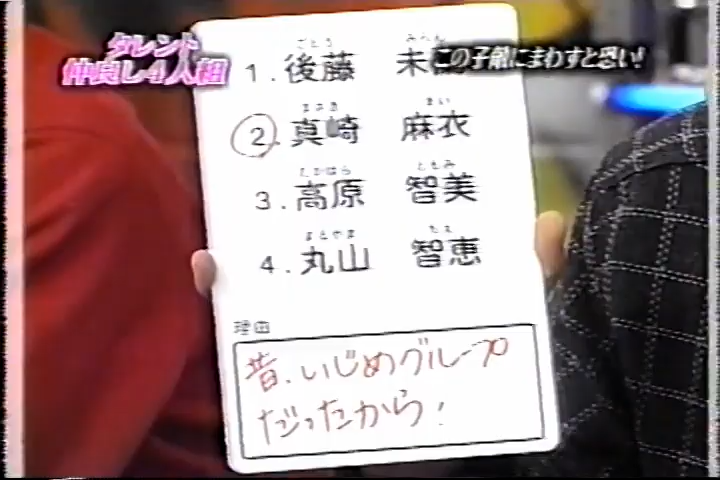 タレント
仲良し4人組
この子敵にまわすと恐い!
ごとう みらん
1.後藤 未
まさき まい
2.真崎 麻衣
たかはら ともみ
3.高原 智美
まるやま たえ
4.丸山 智恵
理由
昔、いじめグループ
だったから!